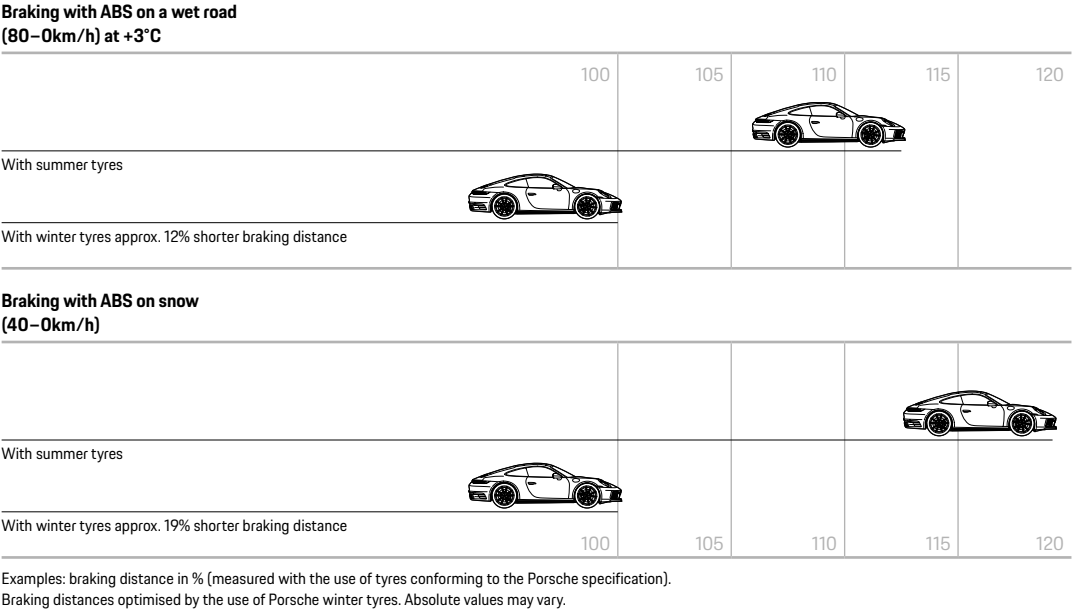 Braking with ABS on a wet road
(80–0km/h) at +3°C
100 105 110 115 120
With summer tyres
With winter tyres approx. 12% shorter braking distance
Braking with ABS on snow
(40–0km/h)
With summer tyres
With winter tyres approx. 19% shorter braking distance
100 105 110 115 120
Examples: braking distance in % (measured with the use of tyres conforming to the Porsche specification).
Braking distances optimised by the use of Porsche winter tyres. Absolute values may vary.